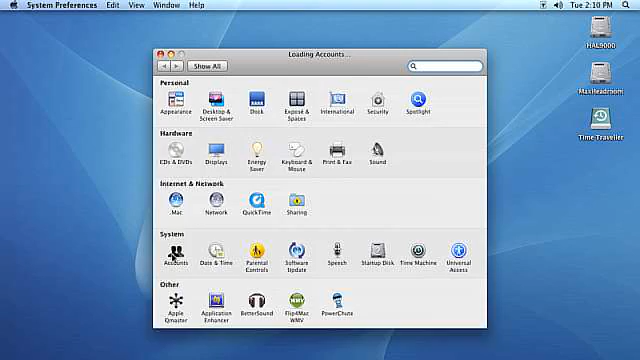 System Preferences Edit View Window Help Tue 2:10 PM
Loading Accounts...
Show All
Personal
Appearance
Desktop & Screen Saver
Dock
Exposé & Spaces
International
Security
Spotlight
Hardware
CDs & DVDs
Displays
Energy Saver
Keyboard & Mouse
Print & Fax
Sound
Internet & Network
.Mac
Network
QuickTime
Sharing
System
Accounts
Date & Time
Parental Controls
Software Update
Speech
Startup Disk
Time Machine
Universal Access
Other
Apple Qmaster
Application Enhancer
BetterSound
Flip4Mac WMV
PowerChute
HAL9000
MaxHeadroom
Time Traveller